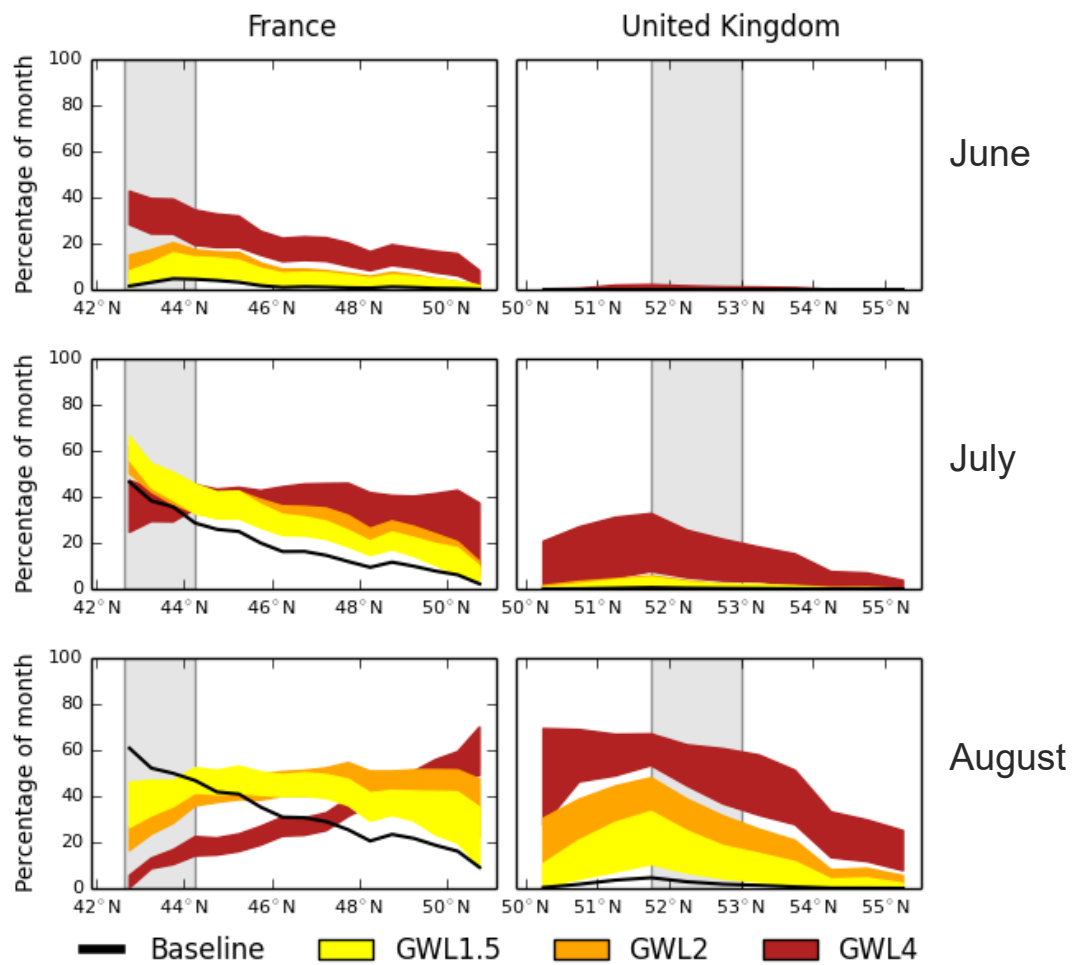 France United Kingdom
Percentage of month
100
80
60
40
20
0
42°N 44°N 46°N 48°N 50°N
50°N 51°N 52°N 53°N 54°N 55°N
June
Percentage of month
100
80
60
40
20
0
42°N 44°N 46°N 48°N 50°N
50°N 51°N 52°N 53°N 54°N 55°N
July
Percentage of month
100
80
60
40
20
0
42°N 44°N 46°N 48°N 50°N
50°N 51°N 52°N 53°N 54°N 55°N
August
Baseline GWL1.5 GWL2 GWL4